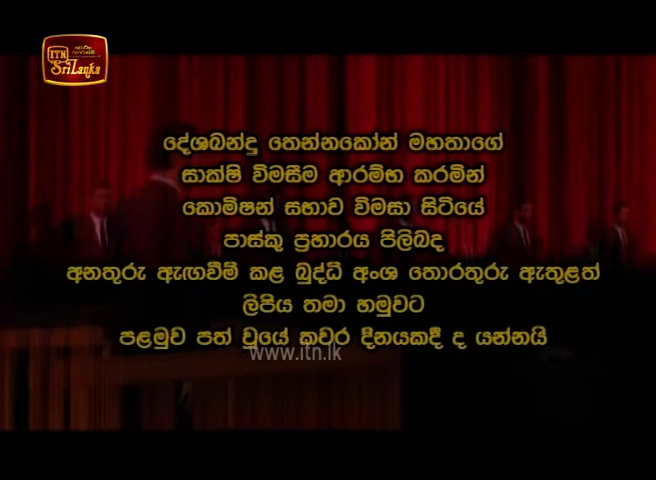 ITN
SriLanka
දේශබන්දු තෙන්නකෝන් මහතාගේ
සාක්ෂි විමසීම ආරම්භ කරමින්
කොමිෂන් සභාව විමසා සිටියේ
පාස්කු ප්‍රහාරය පිලිබද
අනතුරු ඇඟවීම් කළ බුද්ධි අංශ තොරතුරු ඇතුළත්
ලිපිය තමා හමුවට
පළමුව පත් වූයේ කවර දිනයකදී ද යන්නයි
www.itn.lk